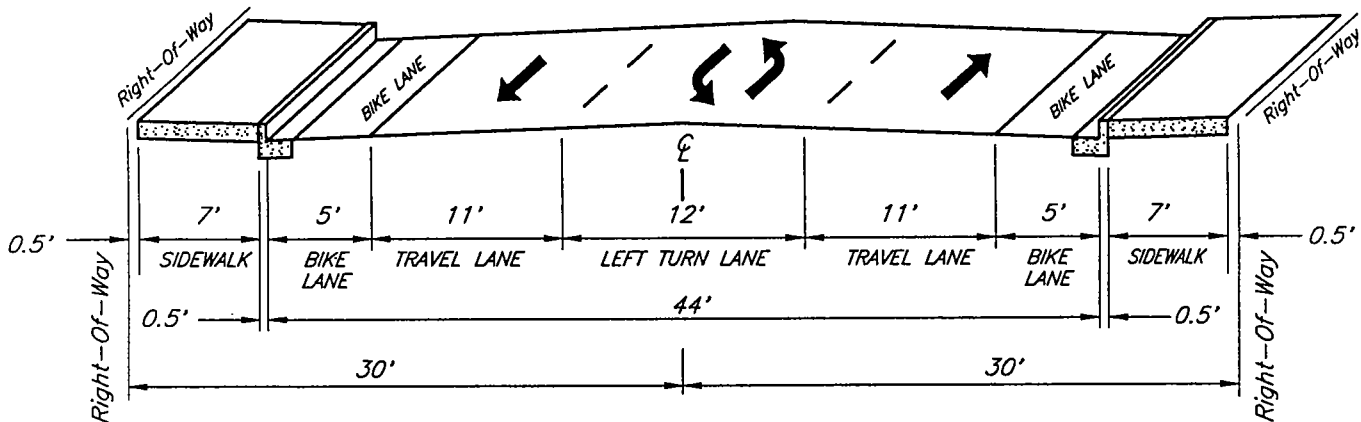 Right-Of-Way
BIKE LANE
BIKE LANE
Right-Of-Way
℄
7'
5'
11'
12'
11'
5'
7'
0.5'
0.5'
SIDEWALK
BIKE
LANE
TRAVEL LANE
LEFT TURN LANE
TRAVEL LANE
BIKE
LANE
SIDEWALK
0.5'
44'
0.5'
30'
30'
Right-Of-Way
Right-Of-Way